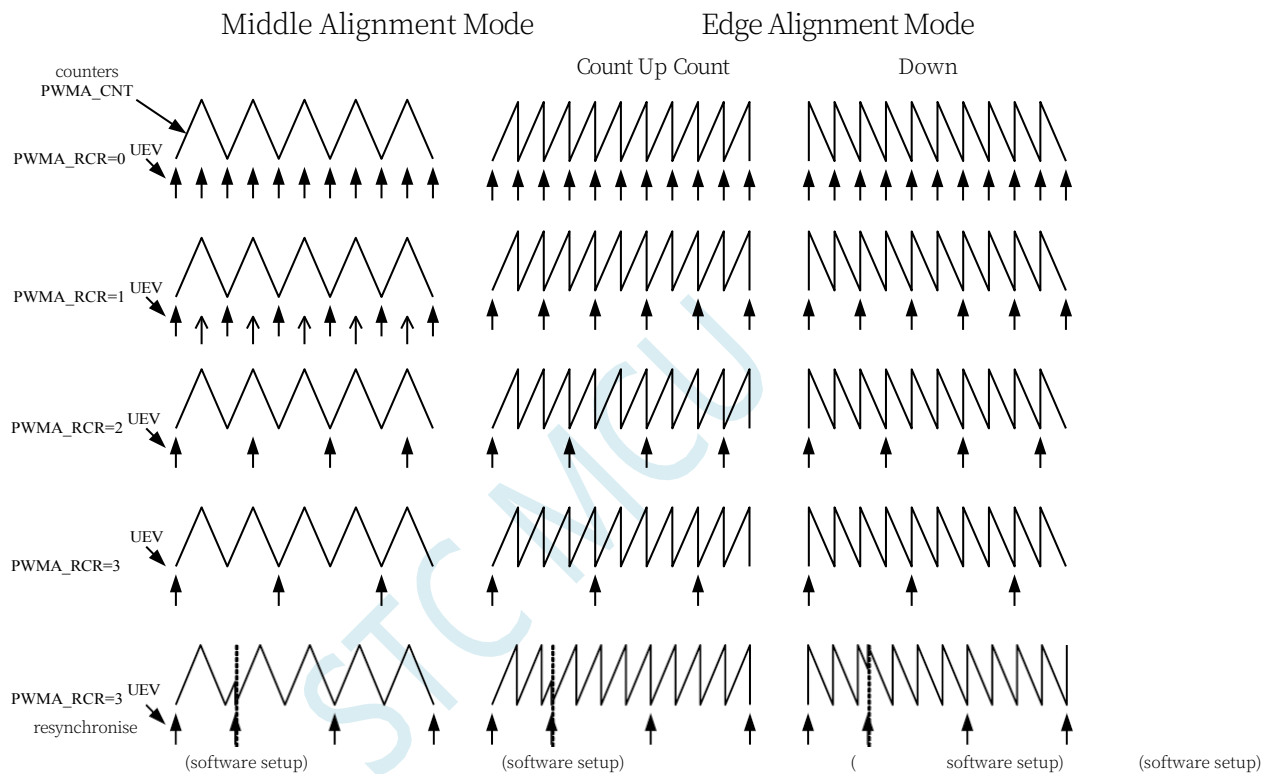 Middle Alignment Mode Edge Alignment Mode
Count Up Count Down
counters
PWMA_CNT
PWMA_RCR=0 UEV
PWMA_RCR=1 UEV
PWMA_RCR=2 UEV
UEV
PWMA_RCR=3
PWMA_RCR=3 UEV
resynchronise
(software setup) (software setup) ( software setup) (software setup)
STC MCU